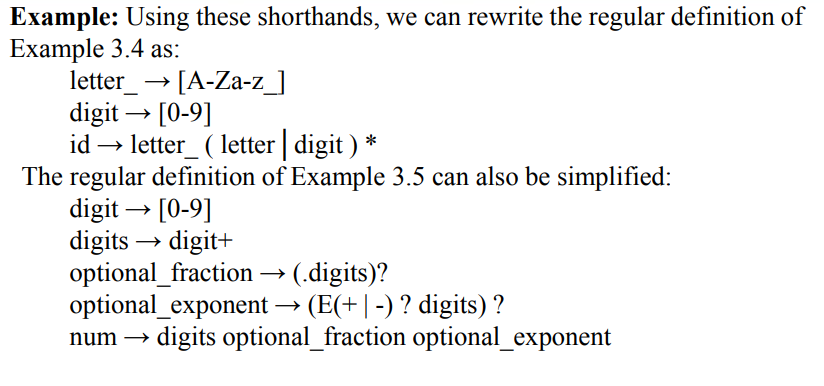 Example: Using these shorthands, we can rewrite the regular definition of
Example 3.4 as:
letter_ → [A-Za-z_]
digit → [0-9]
id → letter_ ( letter | digit ) *
The regular definition of Example 3.5 can also be simplified:
digit → [0-9]
digits → digit+
optional_fraction → (.digits)?
optional_exponent → (E(+ | -) ? digits) ?
num → digits optional_fraction optional_exponent